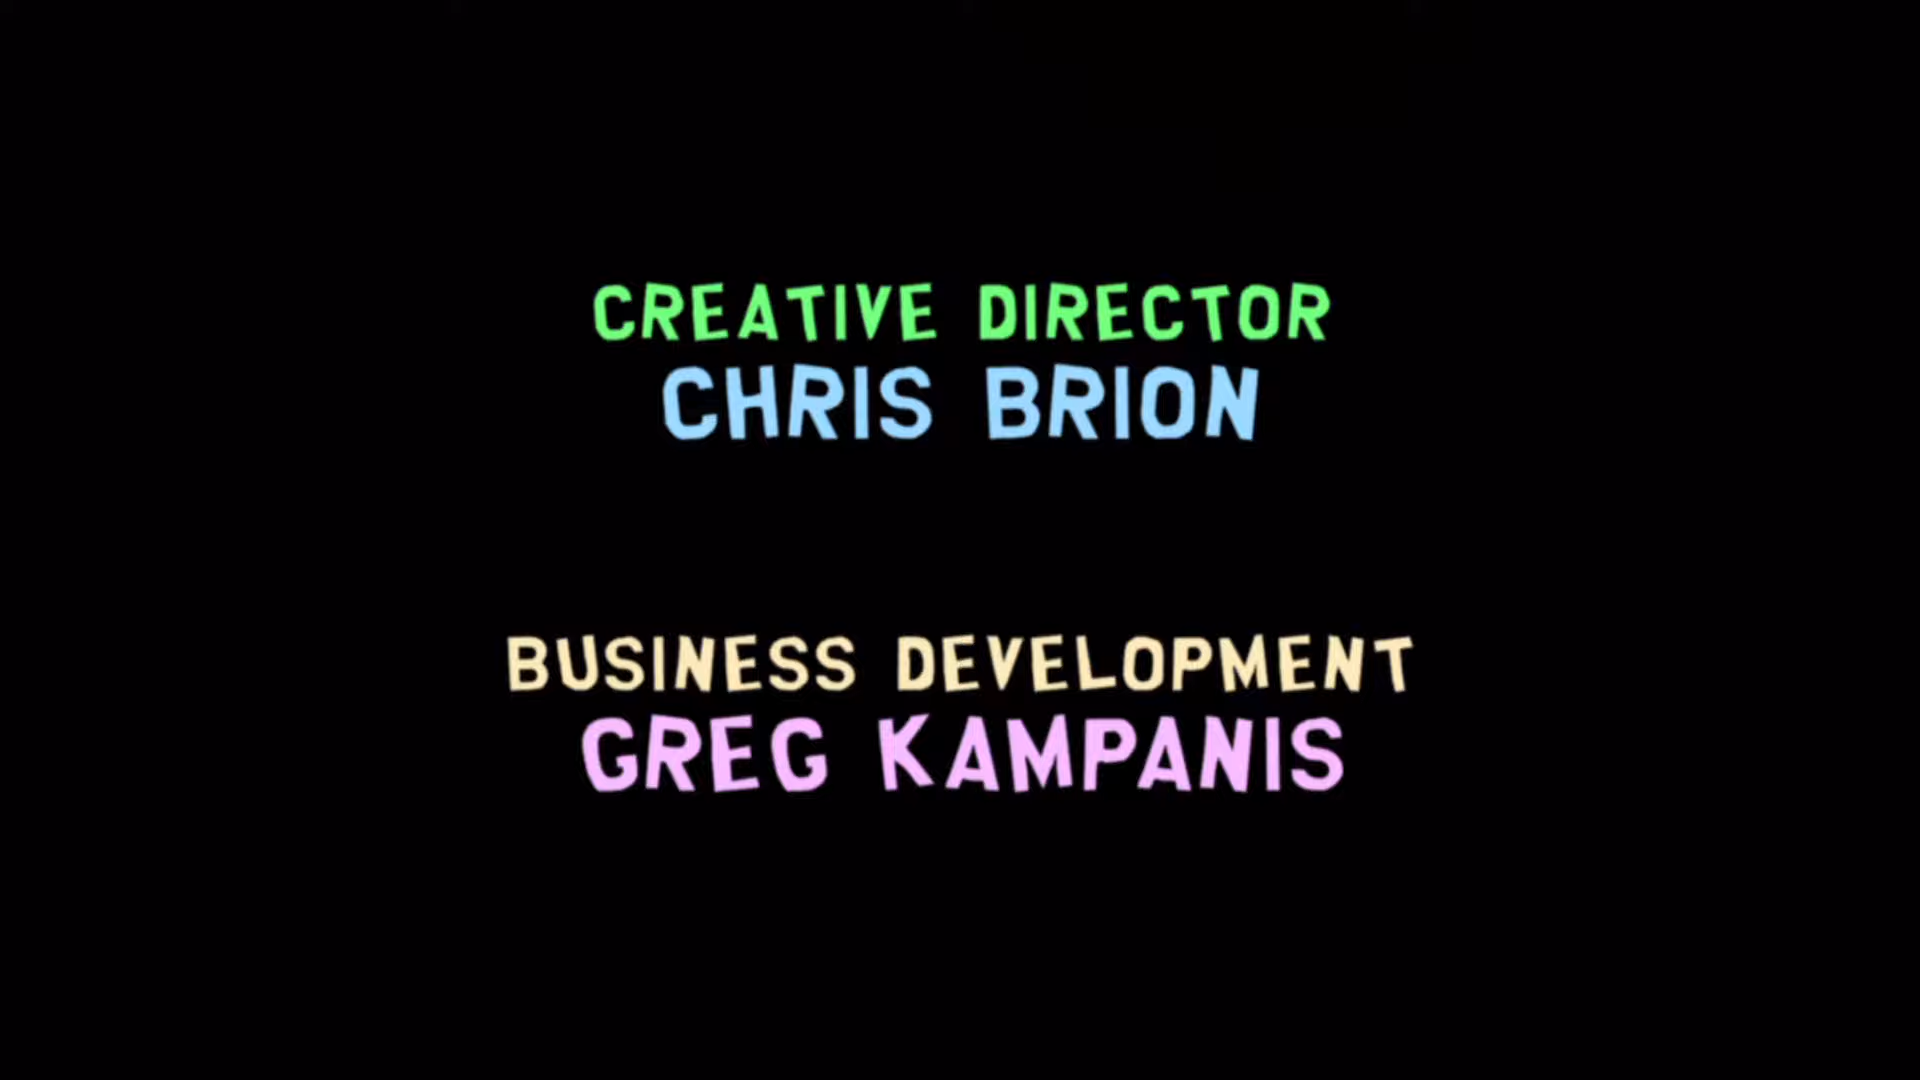 CREATIVE DIRECTOR
CHRIS BRION
BUSINESS DEVELOPMENT
GREG KAMPANIS